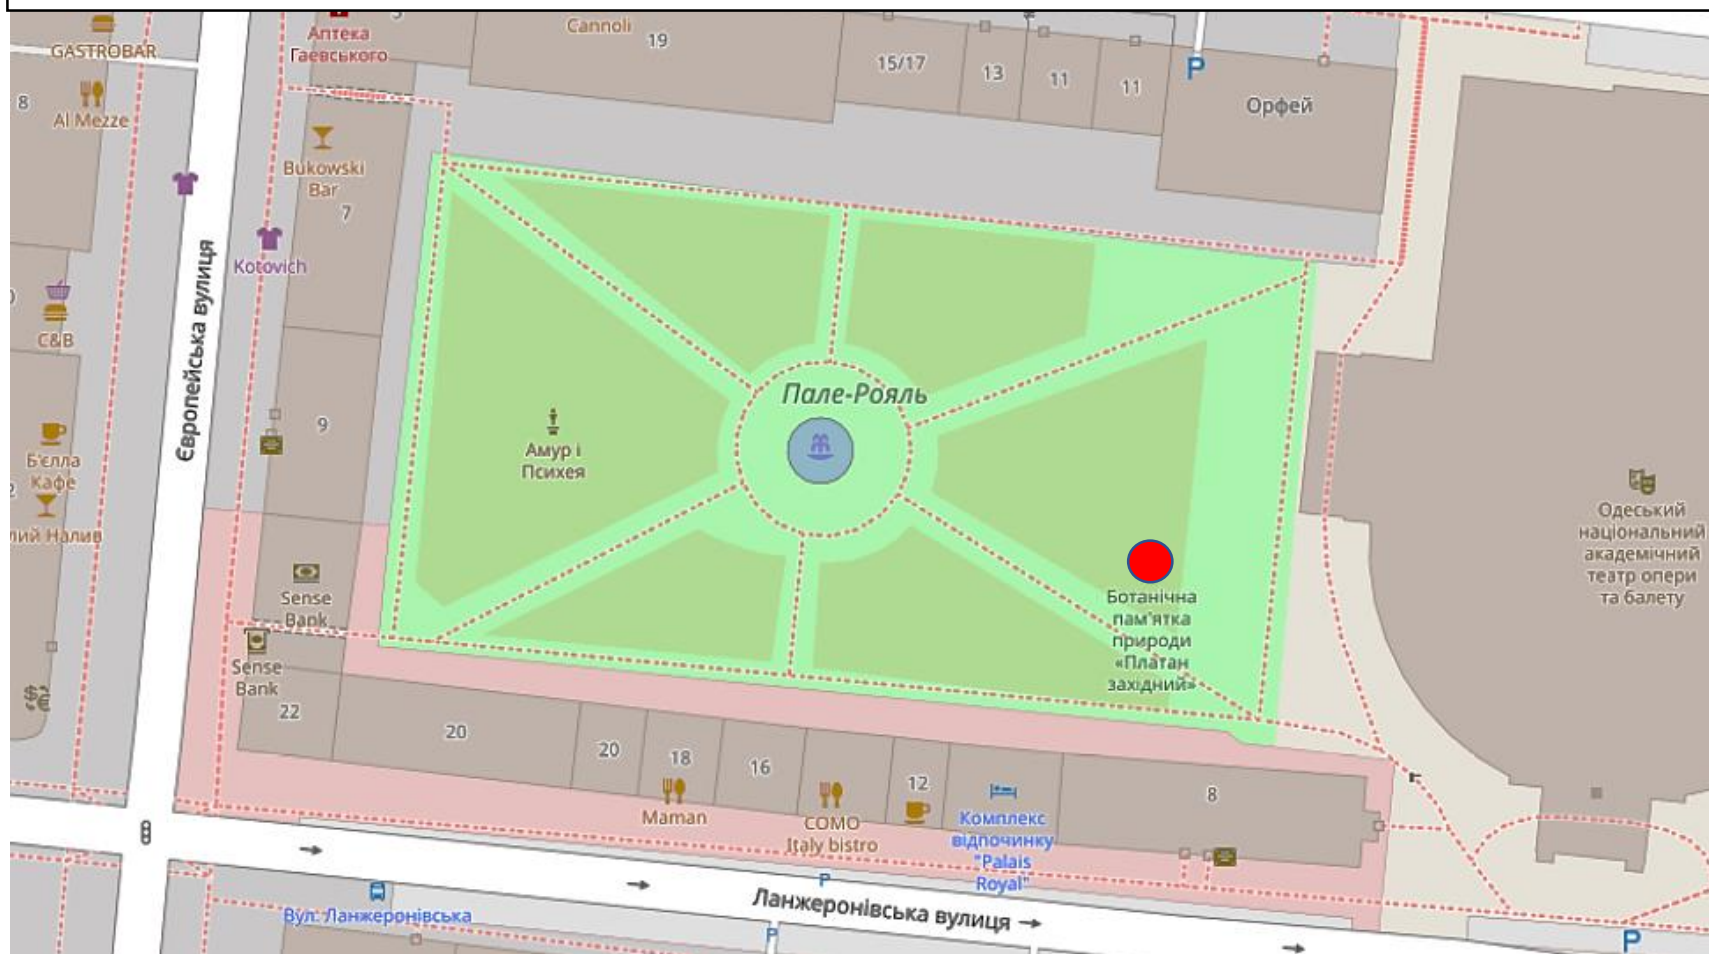 GASTROBAR
8
Al Mezze
Аптека
Гаевського
Cannoli
19
15/17
13
11
11
P
Орфей
Bukowski
Bar
7
Kotovich
Європейська вулиця
C&B
9
Б'єлла
Кафе
лий Налив
Пале-Рояль
Амур і
Психея
Ботанічна
пам'ятка
природи
«Платан
західний»
Одеський
національний
академічний
театр опери
та балету
Sense
Bank
Sense
Bank
22
20
20
18
16
12
8
Maman
COMO
Italy bistro
Комплекс
відпочинку
"Palais
Royal"
P
Ланжеронівська вулиця
Вул. Ланжеронівська
P
P